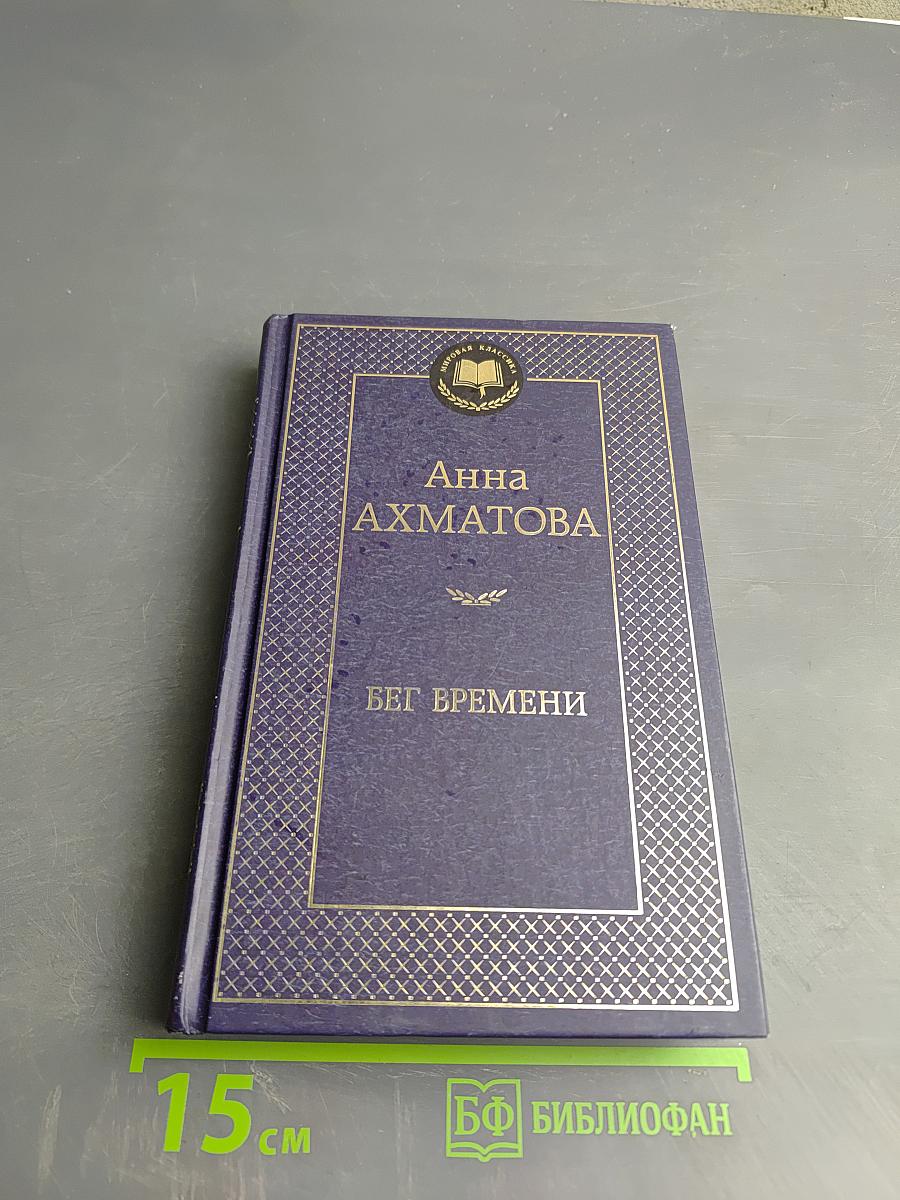 МИРОВАЯ КЛАССИКА
Анна
АХМАТОВА
БЕГ ВРЕМЕНИ
15 см
БФ БИБЛИОФАН